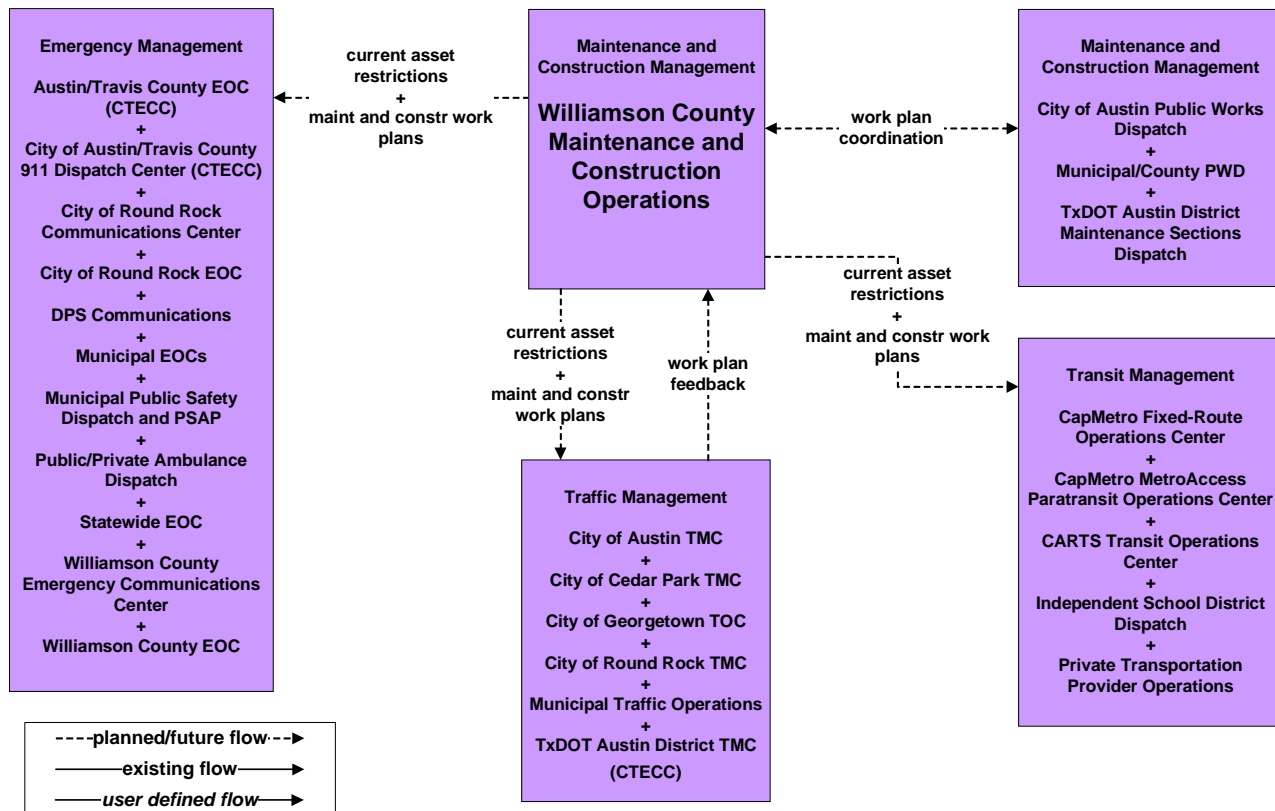 Emergency Management
Austin/Travis County EOC
(CTECC)
+
City of Austin/Travis County
911 Dispatch Center (CTECC)
+
City of Round Rock
Communications Center
+
City of Round Rock EOC
+
DPS Communications
+
Municipal EOCs
+
Municipal Public Safety
Dispatch and PSAP
+
Public/Private Ambulance
Dispatch
+
Statewide EOC
+
Williamson County
Emergency Communications
Center
+
Williamson County EOC
current asset
restrictions
+
maint and constr work
plans
Maintenance and
Construction Management
Williamson County
Maintenance and
Construction
Operations
work plan
coordination
Maintenance and
Construction Management
City of Austin Public Works
Dispatch
+
Municipal/County PWD
+
TxDOT Austin District
Maintenance Sections
Dispatch
current asset
restrictions
+
maint and constr
work plans
work plan
feedback
current asset
restrictions
+
maint and constr work
plans
Traffic Management
City of Austin TMC
+
City of Cedar Park TMC
+
City of Georgetown TOC
+
City of Round Rock TMC
+
Municipal Traffic Operations
+
TxDOT Austin District TMC
(CTECC)
Transit Management
CapMetro Fixed-Route
Operations Center
+
CapMetro MetroAccess
Paratransit Operations Center
+
CARTS Transit Operations
Center
+
Independent School District
Dispatch
+
Private Transportation
Provider Operations
planned/future flow
existing flow
user defined flow